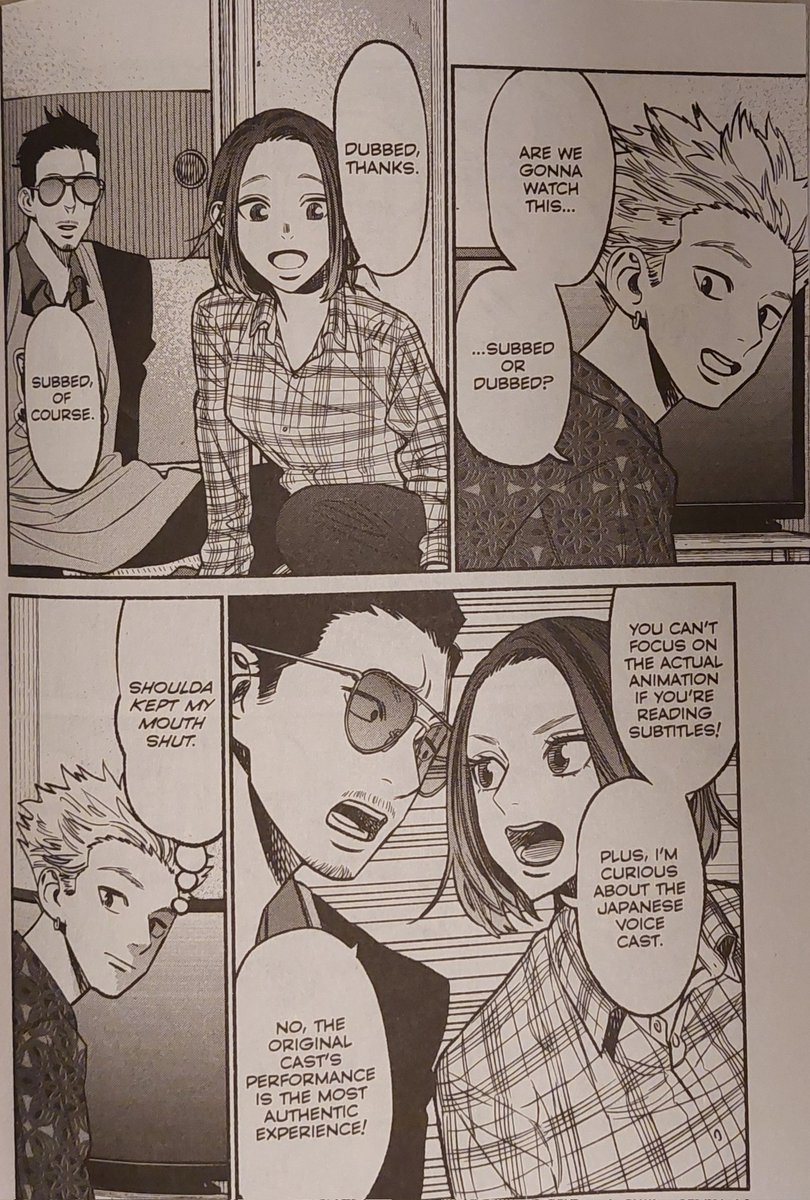 ARE WE
GONNA
WATCH
THIS...
...SUBBED
OR
DUBBED?
DUBBED,
THANKS.
SUBBED,
OF
COURSE.
YOU CAN'T
FOCUS ON
THE ACTUAL
ANIMATION
IF YOU'RE
READING
SUBTITLES!
PLUS, I'M
CURIOUS
ABOUT THE
JAPANESE
VOICE
CAST.
NO, THE
ORIGINAL
CAST'S
PERFORMANCE
IS THE MOST
AUTHENTIC
EXPERIENCE!
SHOULDA
KEPT MY
MOUTH
SHUT.